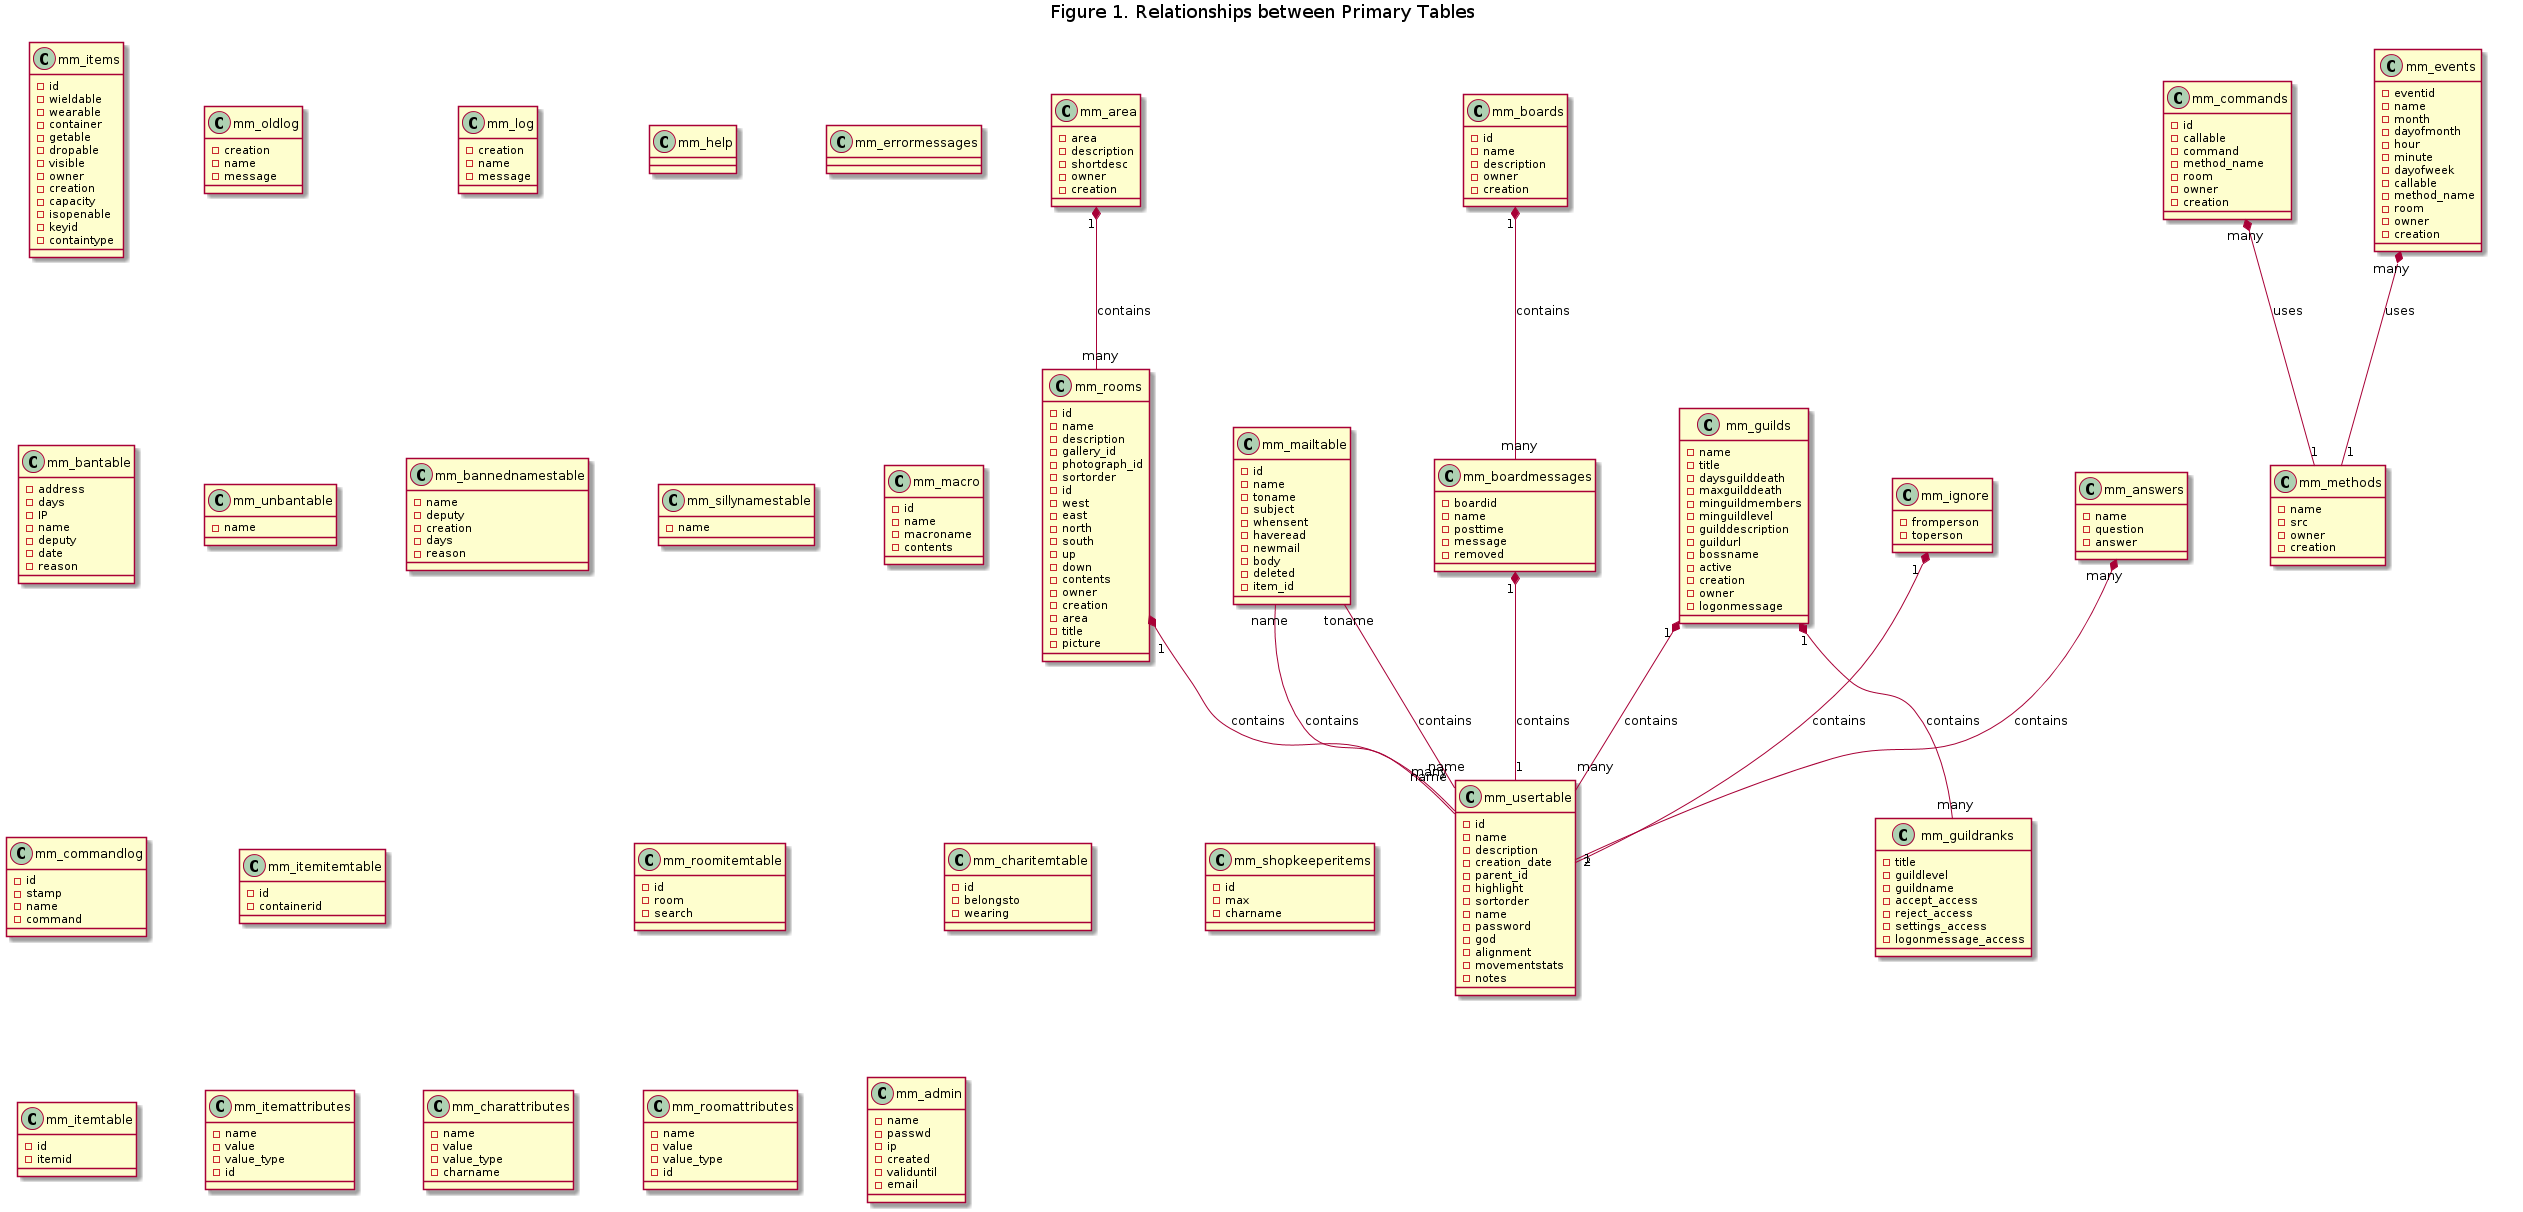 Figure 1. Relationships between Primary Tables
C mm_items
id
wieldable
wearable
container
getable
dropable
visible
owner
creation
capacity
isopenable
keyid
containtype
C mm_oldlog
creation
name
message
C mm_log
creation
name
message
C mm_help
C mm_errormessages
C mm_area
area
description
shortdesc
owner
creation
C mm_boards
id
name
description
owner
creation
C mm_commands
id
callable
command
method_name
room
owner
creation
C mm_events
eventid
name
month
dayofmonth
hour
minute
dayofweek
callable
method_name
room
owner
creation
1
contains
many
1
contains
many
many
uses
1
many
uses
1
C mm_bantable
address
days
IP
name
deputy
date
reason
C mm_unbantable
name
C mm_bannednamestable
name
deputy
creation
days
reason
C mm_sillynamestable
name
C mm_macro
id
name
macroname
contents
C mm_rooms
id
name
description
gallery_id
photograph_id
sortorder
id
west
east
north
south
up
down
contents
owner
creation
area
title
picture
C mm_mailtable
id
name
toname
subject
whensent
haveread
newmail
body
deleted
item_id
C mm_boardmessages
boardid
name
posttime
message
removed
C mm_guilds
name
title
daysguilddeath
maxguilddeath
minguildmembers
minguildlevel
guilddescription
guildurl
bossname
active
creation
owner
logonmessage
C mm_ignore
fromperson
toperson
C mm_answers
name
question
answer
C mm_methods
name
src
owner
creation
1
contains
many
name
contains
name
toname
contains
name
1
contains
1
1
contains
many
1
contains
many
1
contains
2
many
contains
1
C mm_commandlog
id
stamp
name
command
C mm_itemitemtable
id
containerid
C mm_roomitemtable
id
room
search
C mm_charitemtable
id
belongsto
wearing
C mm_shopkeeperitems
id
max
charname
C mm_usertable
id
name
description
creation_date
parent_id
highlight
sortorder
name
password
god
alignment
movementstats
notes
C mm_guildranks
title
guildlevel
guildname
accept_access
reject_access
settings_access
logonmessage_access
C mm_itemtable
id
itemid
C mm_itemattributes
name
value
value_type
id
C mm_charattributes
name
value
value_type
charname
C mm_roomattributes
name
value
value_type
id
C mm_admin
name
passwd
ip
created
validuntil
email